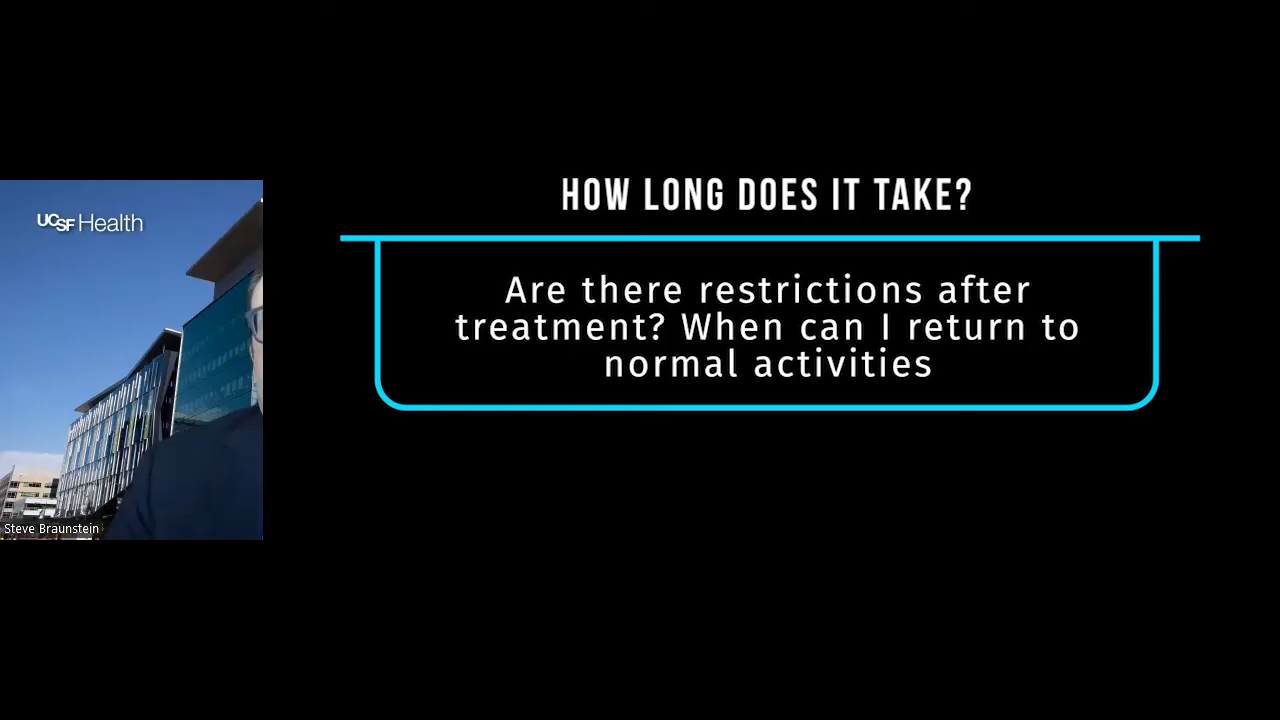 UCSF Health
HOW LONG DOES IT TAKE?
Are there restrictions after
treatment? When can I return to
normal activities
Steve Braunstein